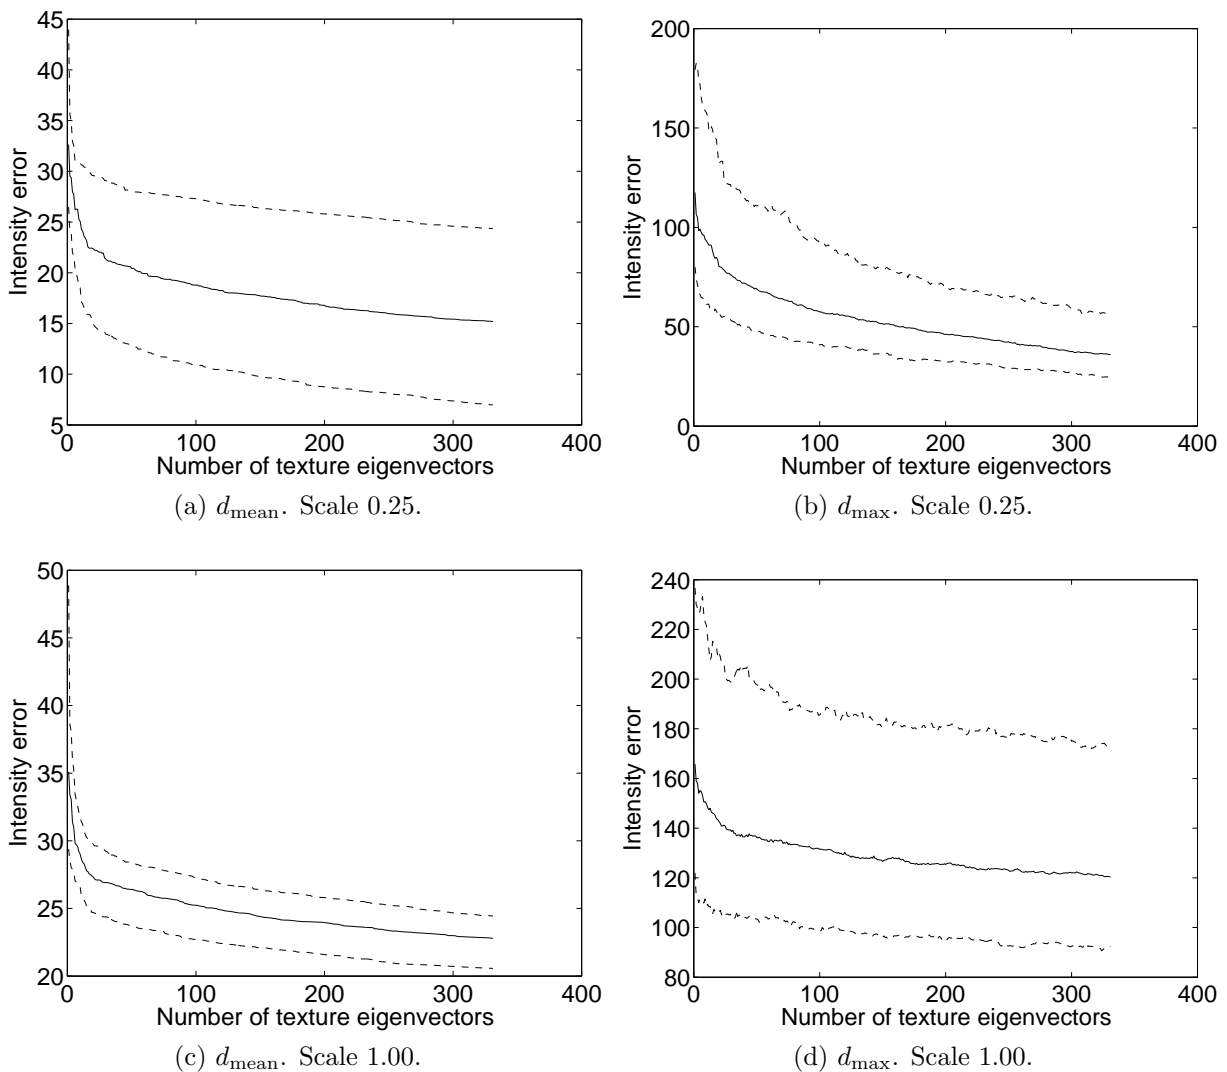 45
40
35
30
25
20
15
10
5
0 100 200 300 400
Intensity error
Number of texture eigenvectors
(a) dmean. Scale 0.25.
200
150
100
50
0
0 100 200 300 400
Intensity error
Number of texture eigenvectors
(b) dmax. Scale 0.25.
50
45
40
35
30
25
20
0 100 200 300 400
Intensity error
Number of texture eigenvectors
(c) dmean. Scale 1.00.
240
220
200
180
160
140
120
100
80
0 100 200 300 400
Intensity error
Number of texture eigenvectors
(d) dmax. Scale 1.00.